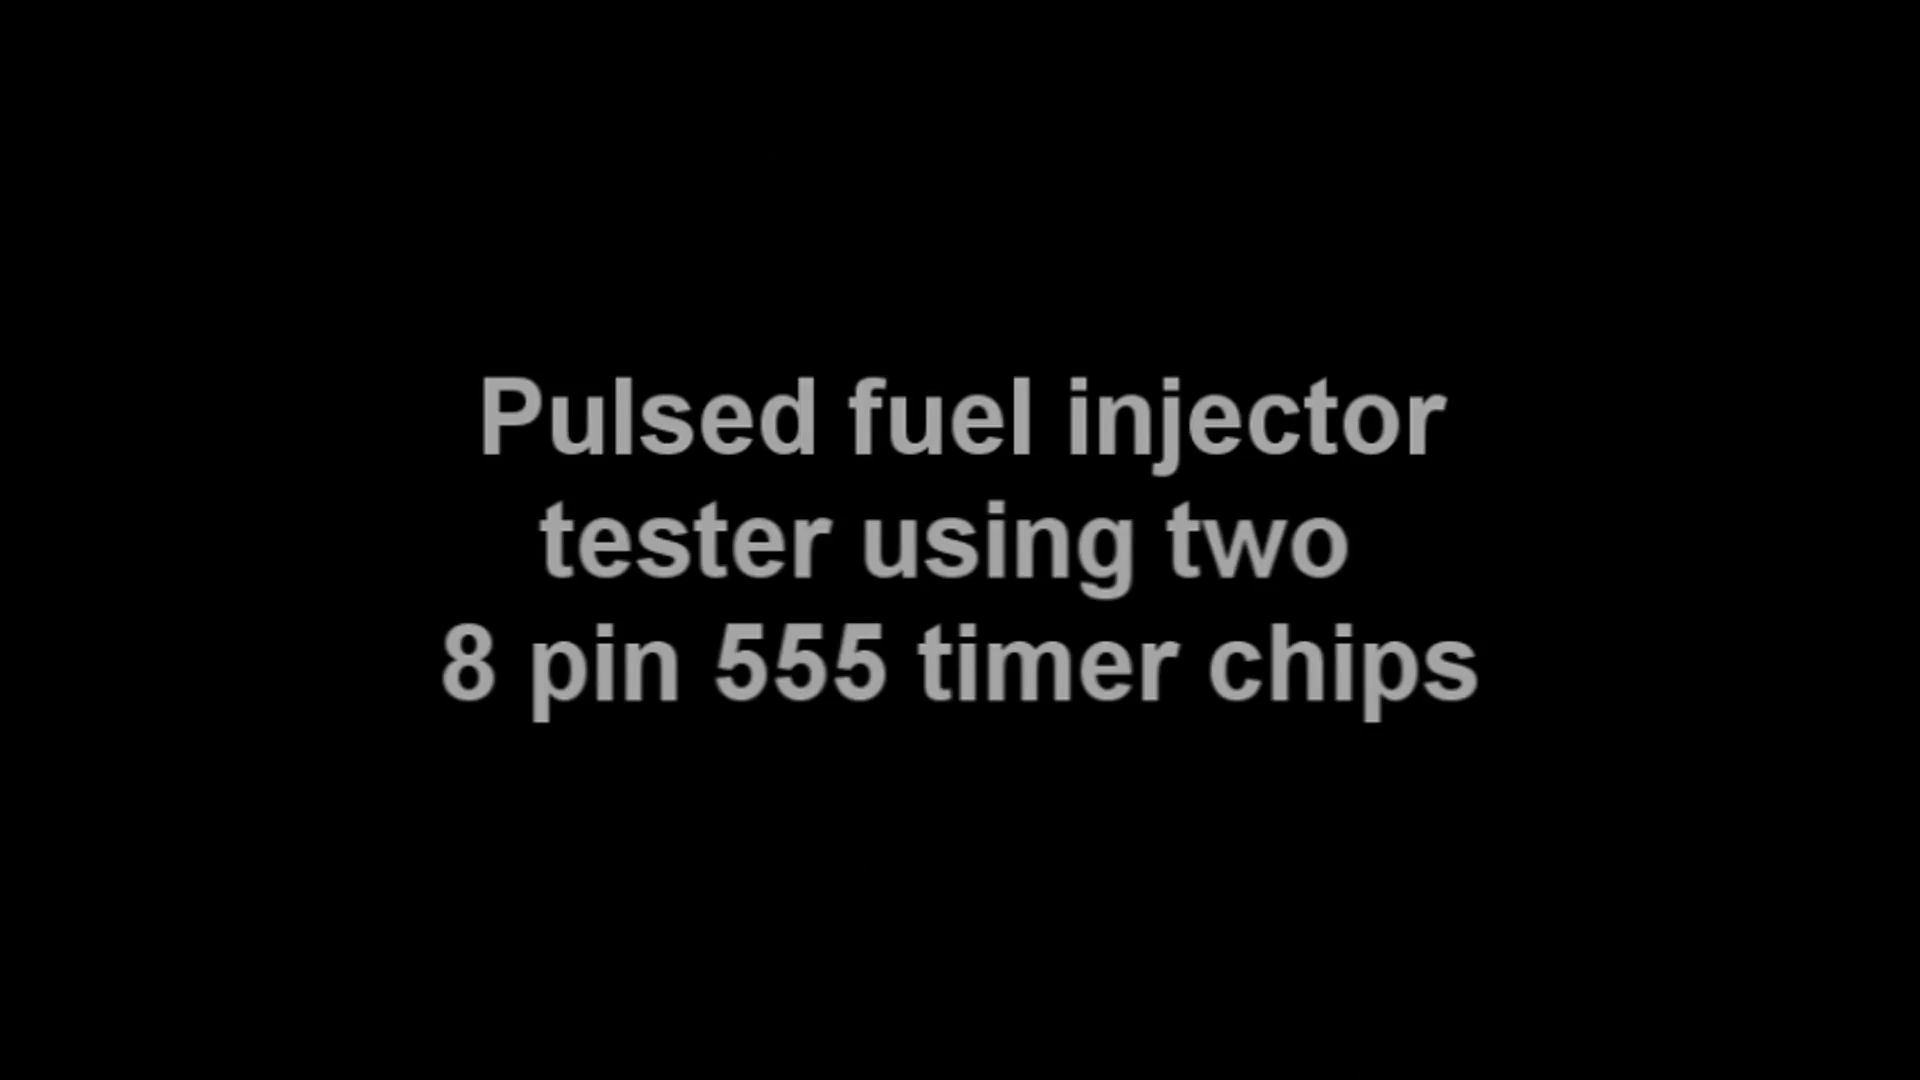 Pulsed fuel injector
tester using two
8 pin 555 timer chips